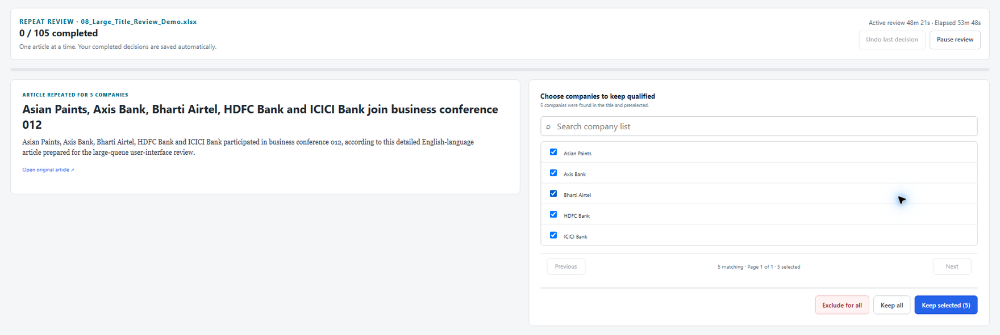 REPEAT REVIEW · 08_Large_Title_Review_Demo.xlsx
0 / 105 completed
One article at a time. Your completed decisions are saved automatically.
Active review 48m 21s · Elapsed 53m 48s
Undo last decision
Pause review
ARTICLE REPEATED FOR 5 COMPANIES
Asian Paints, Axis Bank, Bharti Airtel, HDFC Bank and ICICI Bank join business conference
012
Asian Paints, Axis Bank, Bharti Airtel, HDFC Bank and ICICI Bank participated in business conference 012, according to this detailed English-language
article prepared for the large-queue user-interface review.
Open original article ↗
Choose companies to keep qualified
5 companies were found in the title and preselected.
Search company list
Asian Paints
Axis Bank
Bharti Airtel
HDFC Bank
ICICI Bank
Previous
5 matching · Page 1 of 1 · 5 selected
Next
Exclude for all
Keep all
Keep selected (5)